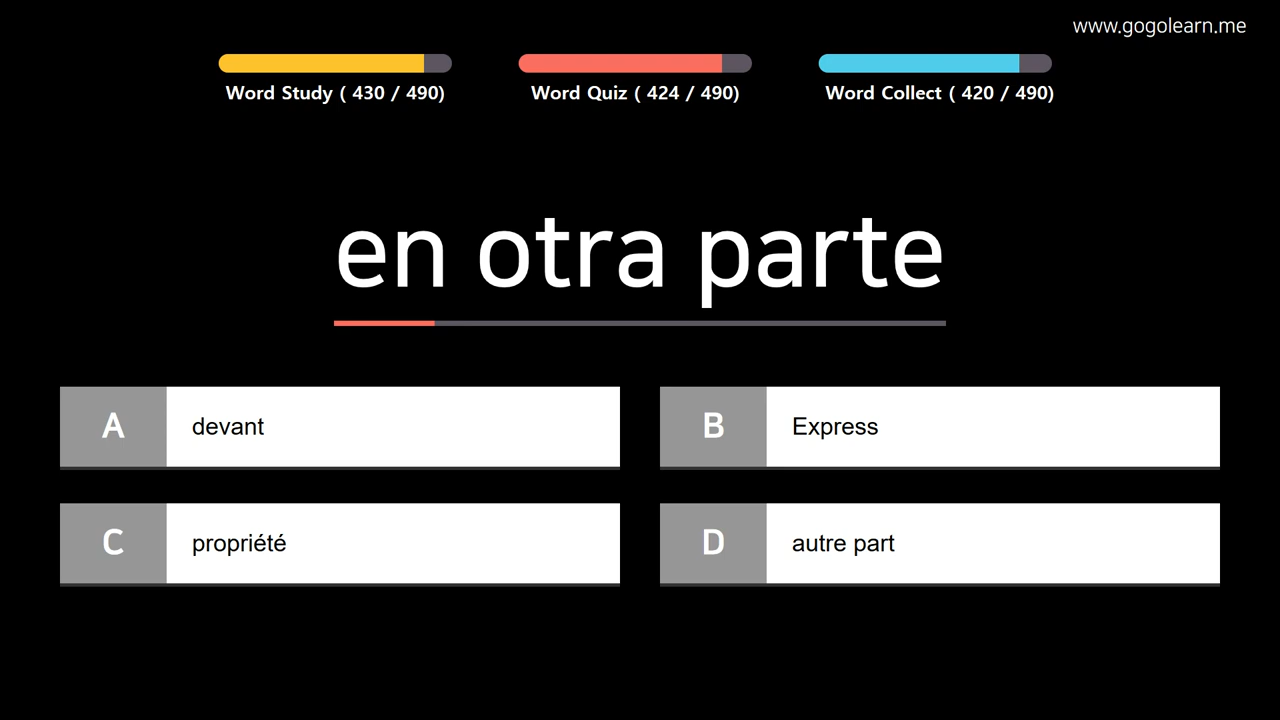 www.gogolearn.me
Word Study ( 430 / 490)
Word Quiz ( 424 / 490)
Word Collect ( 420 / 490)
en otra parte
A devant
B Express
C propriété
D autre part